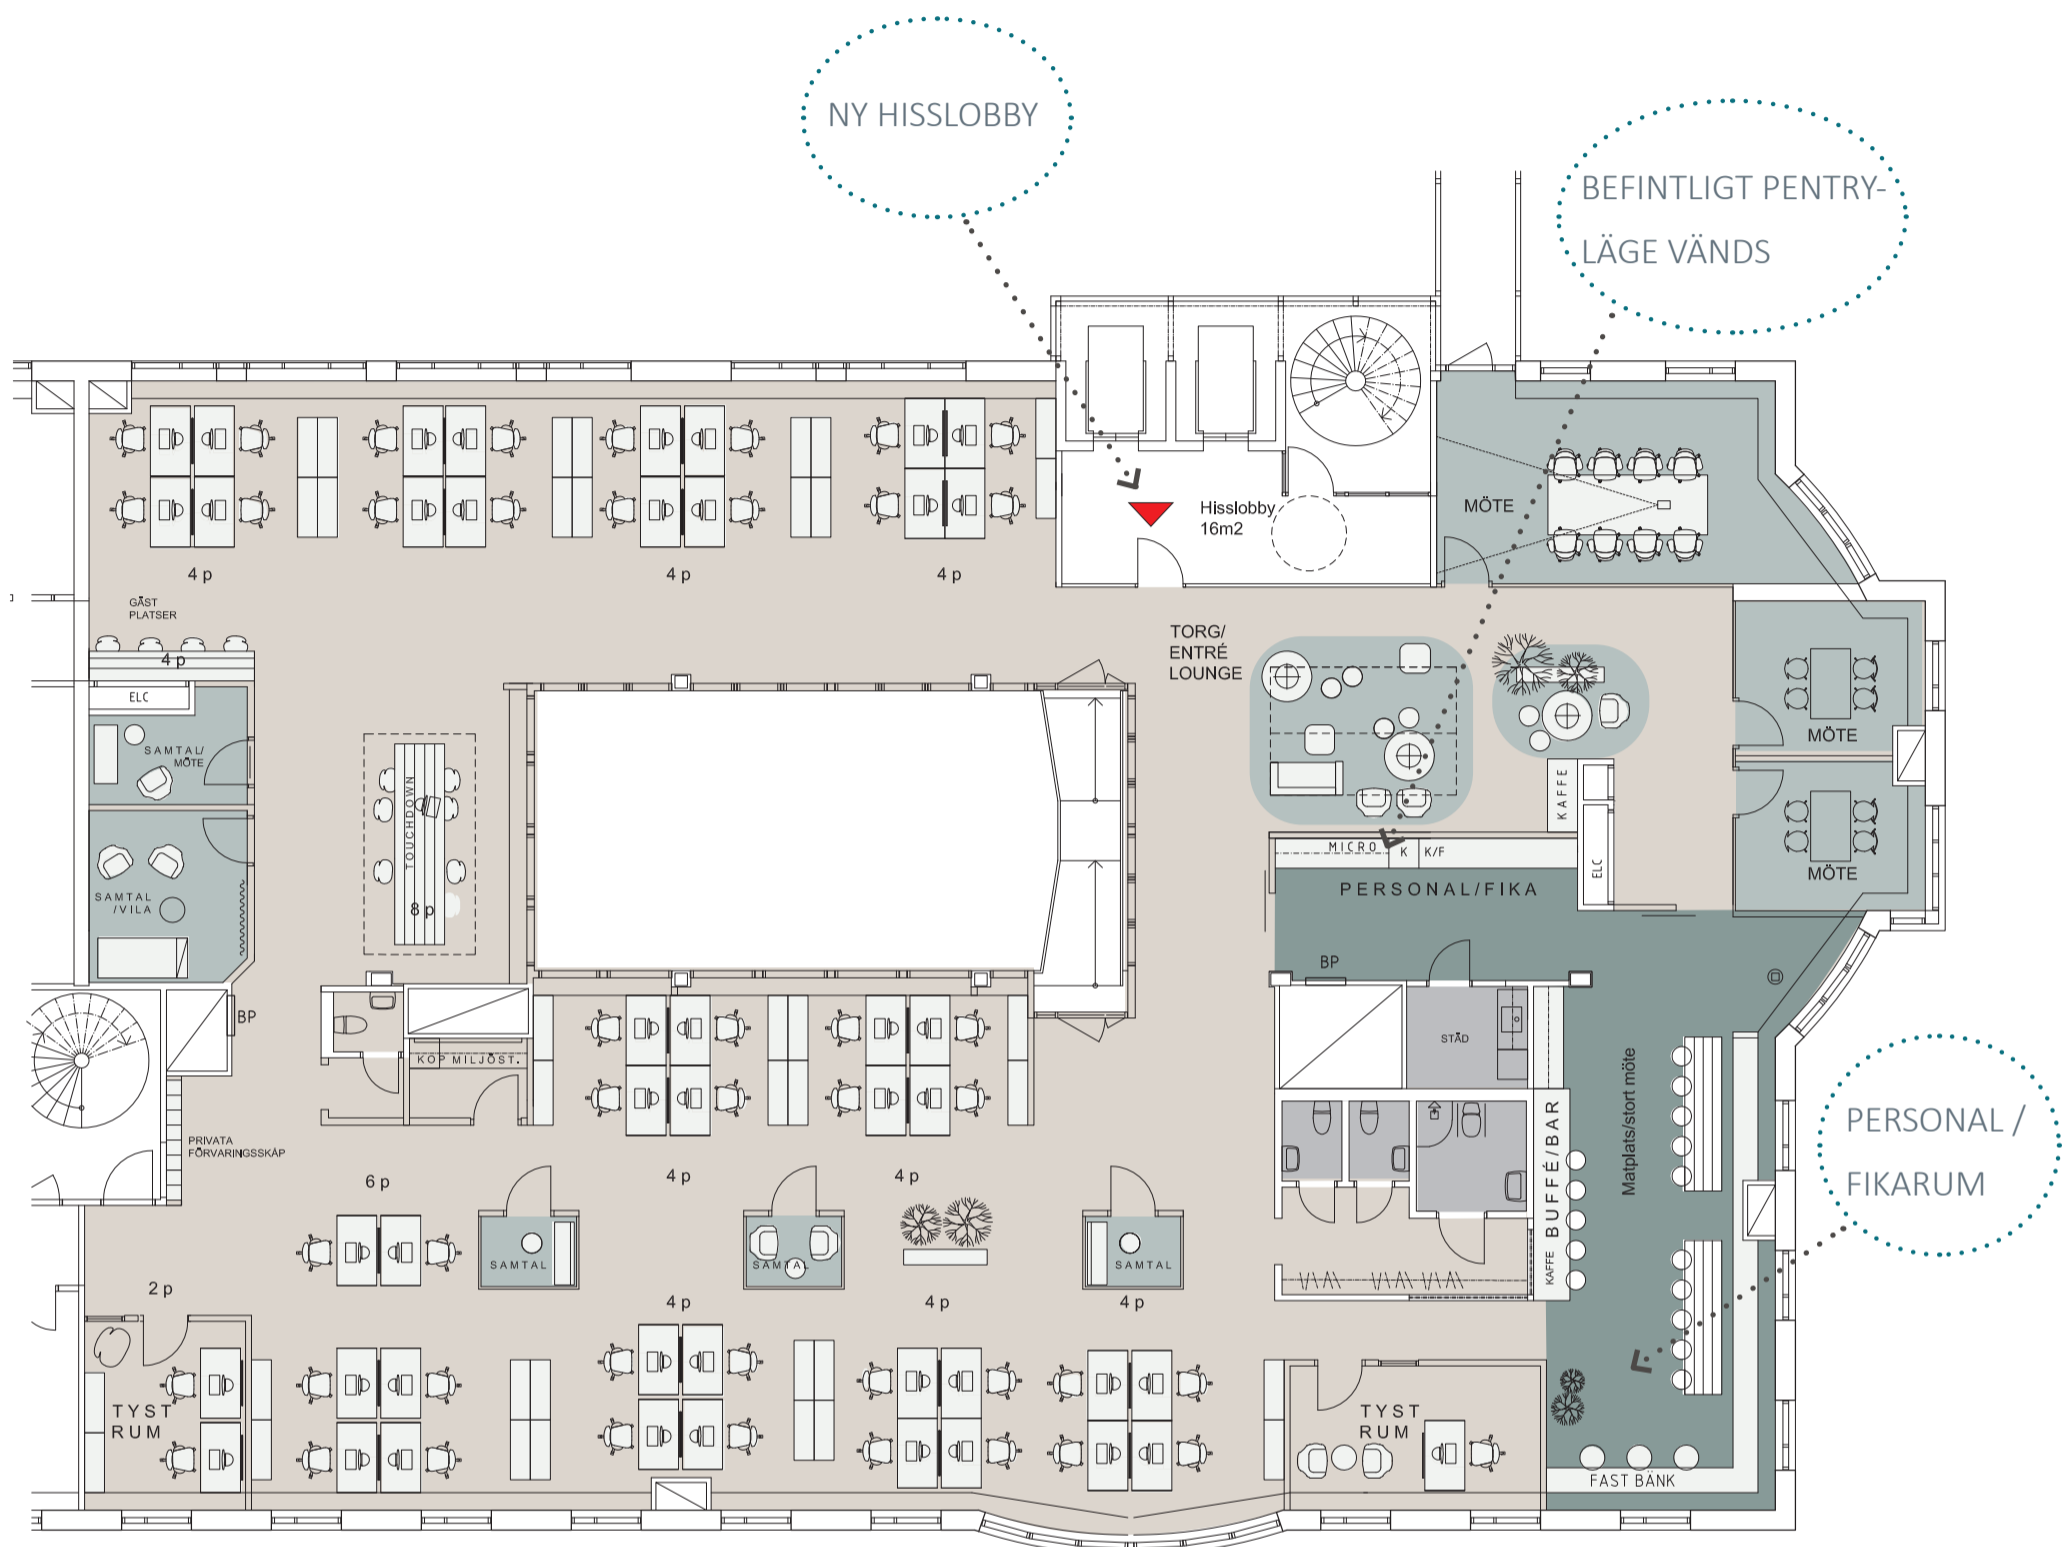 NY HISSLOBBY
BEFINTLIGT PENTRY-
LÄGE VÄNDS
Hisslobby
16m2
MÖTE
4 p
4 p
4 p
GÄST
PLATSER
4 p
ELC
SAMTAL/
MÖTE
TORG/
ENTRÉ
LOUNGE
MÖTE
KAFFE
TOUCHDOWN
8 p
MICRO
K
K/F
ELC
MÖTE
PERSONAL/FIKA
SAMTAL
/VILA
BP
BP
STÄD
KOP MILJÖST.
Matplats/stort möte
PERSONAL /
FIKARUM
PRIVATA
FÖRVARINGSSKÅP
6 p
4 p
4 p
KAFFE BUFFÉ/BAR
SAMTAL
SAMTAL
SAMTAL
2 p
4 p
4 p
4 p
TYST
RUM
TYST
RUM
FAST BÄNK